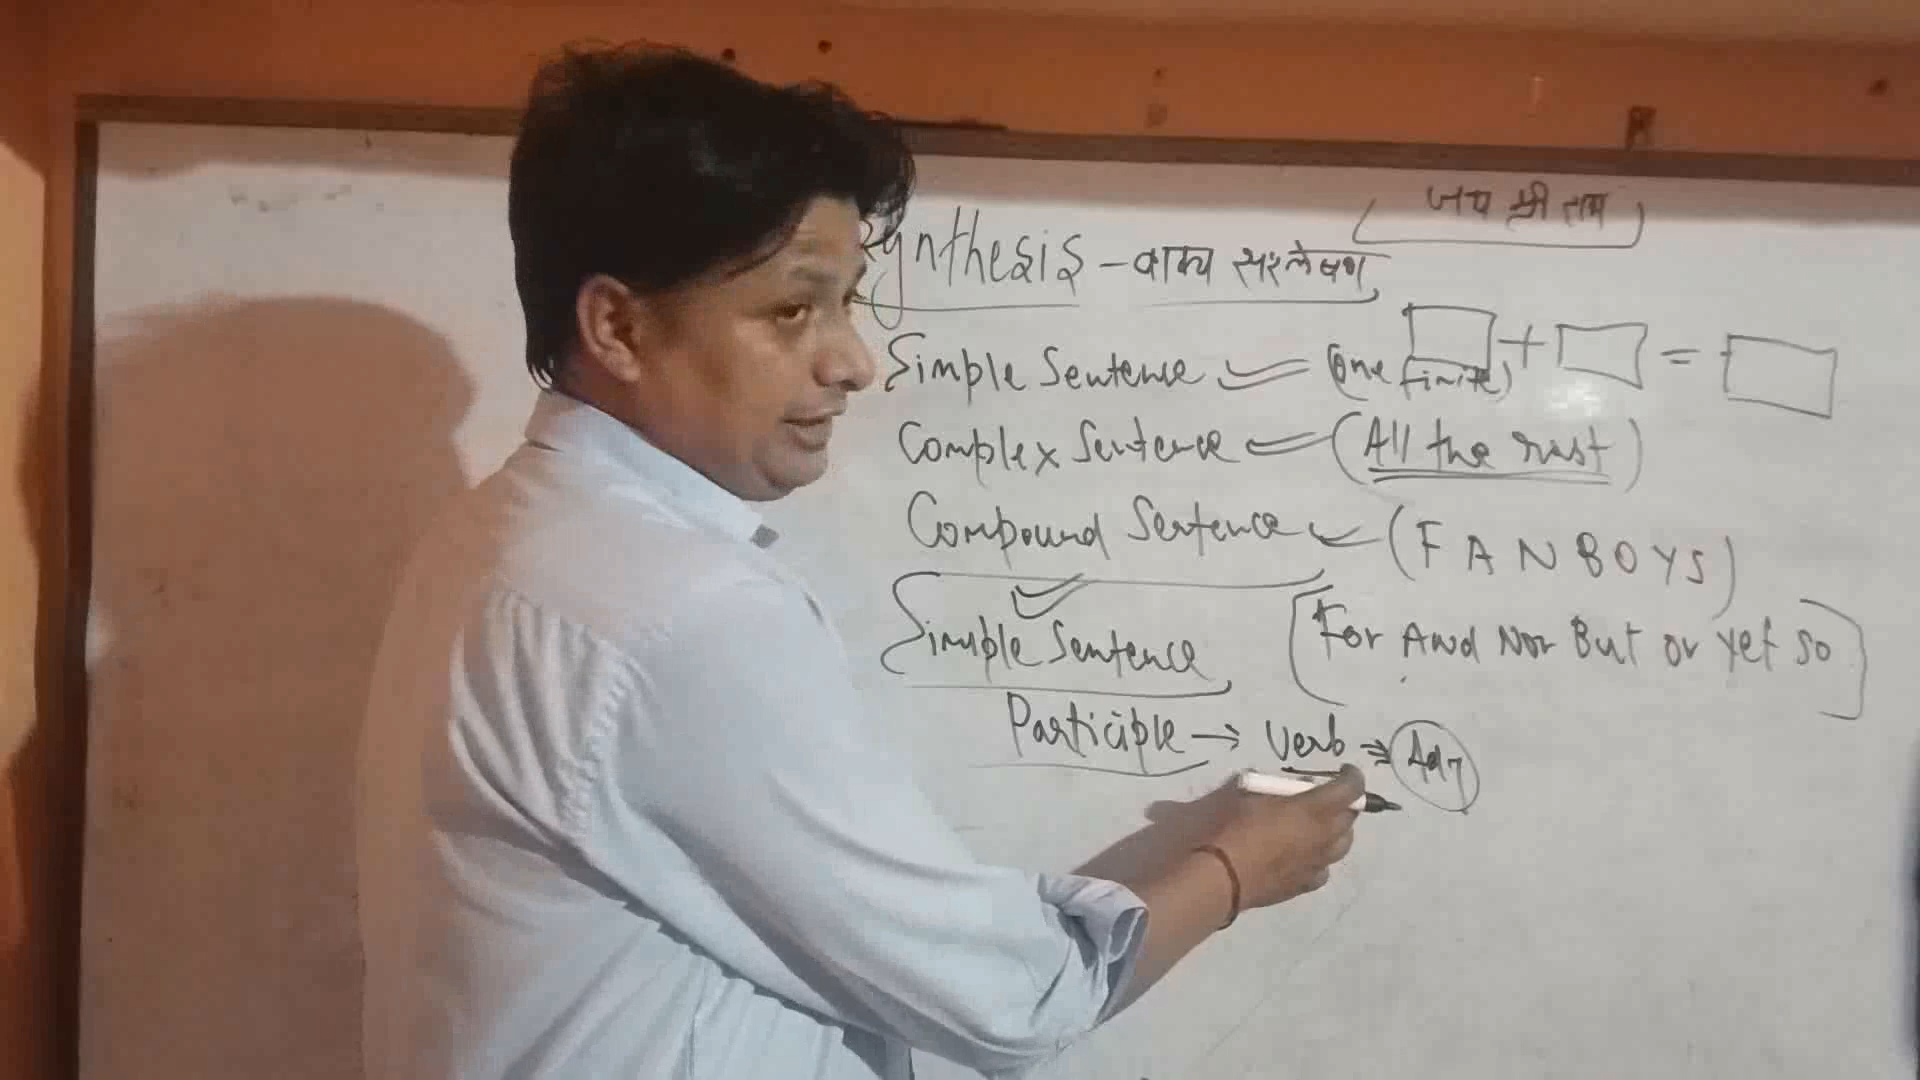 जय श्री राम
Synthesis - वाक्य संश्लेषण
Simple Sentence (One finite) + =
Complex Sentence (All the rest)
Compound Sentence (F A N B O Y S)
Simple Sentence [For And Nor But or yet so]
Participle → Verb → Adj